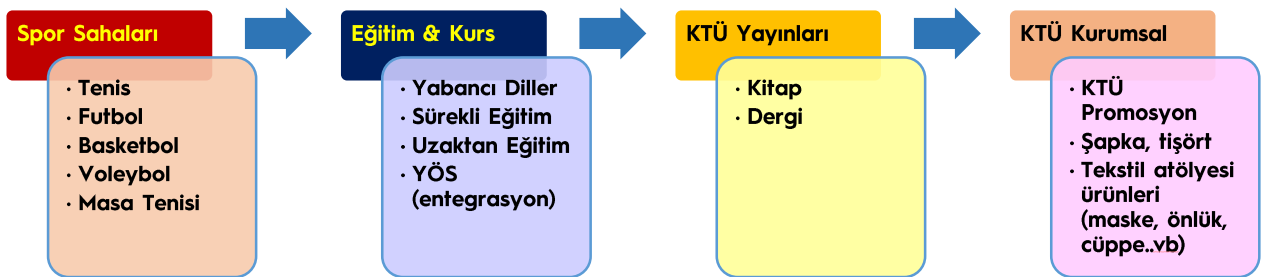 Spor Sahaları
· Tenis
· Futbol
· Basketbol
· Voleybol
· Masa Tenisi
Eğitim & Kurs
· Yabancı Diller
· Sürekli Eğitim
· Uzaktan Eğitim
· YÖS
(entegrasyon)
KTÜ Yayınları
· Kitap
· Dergi
KTÜ Kurumsal
· KTÜ
Promosyon
· Şapka, tişört
· Tekstil atölyesi
ürünleri
(maske, önlük,
cüppe..vb)